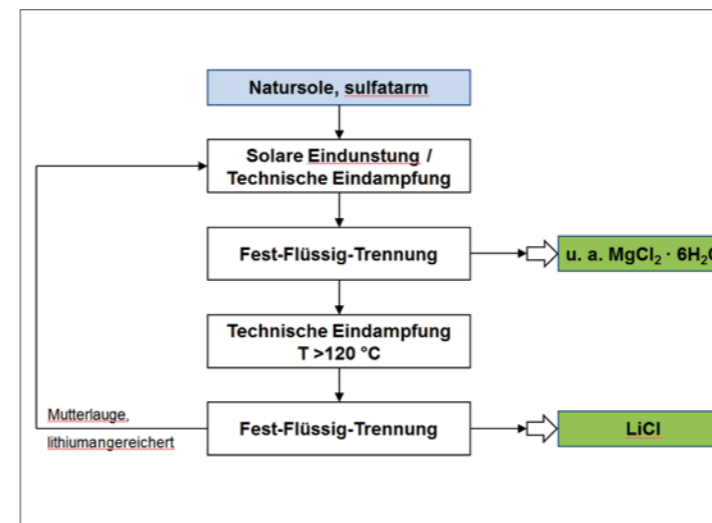 Natursole, sulfatarm
Solare Eindunstung /
Technische Eindampfung
Fest-Flüssig-Trennung
u. a. MgCl₂ · 6H₂O
Technische Eindampfung
T >120 °C
Mutterlauge,
lithiumangereichert
Fest-Flüssig-Trennung
LiCl